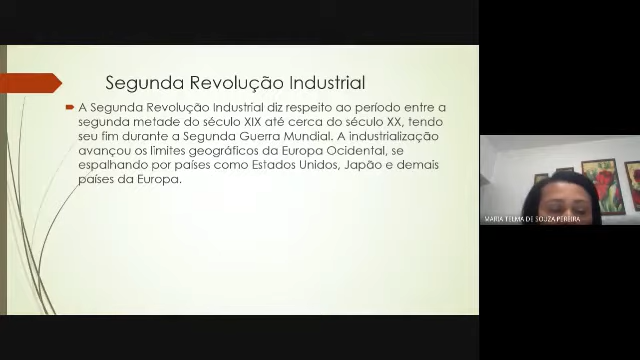 Segunda Revolução Industrial
A Segunda Revolução Industrial diz respeito ao período entre a
segunda metade do século XIX até cerca do século XX, tendo
seu fim durante a Segunda Guerra Mundial. A industrialização
avançou os limites geográficos da Europa Ocidental, se
espalhando por países como Estados Unidos, Japão e demais
países da Europa.
MARIA TELMA DE SOUZA PEREIRA